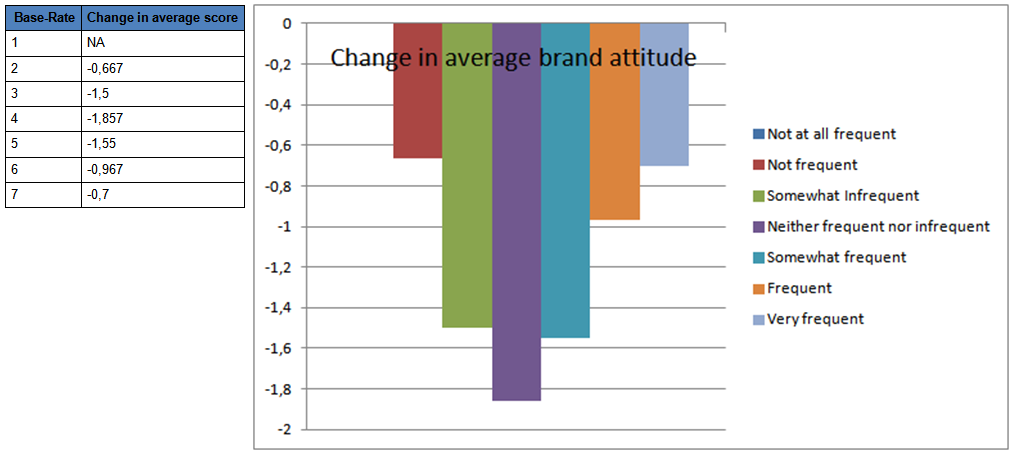 Base-Rate Change in average score
1 NA
2 -0,667
3 -1,5
4 -1,857
5 -1,55
6 -0,967
7 -0,7
Change in average brand attitude
0
-0,2
-0,4
-0,6
-0,8
-1
-1,2
-1,4
-1,6
-1,8
-2
Not at all frequent
Not frequent
Somewhat Infrequent
Neither frequent nor infrequent
Somewhat frequent
Frequent
Very frequent